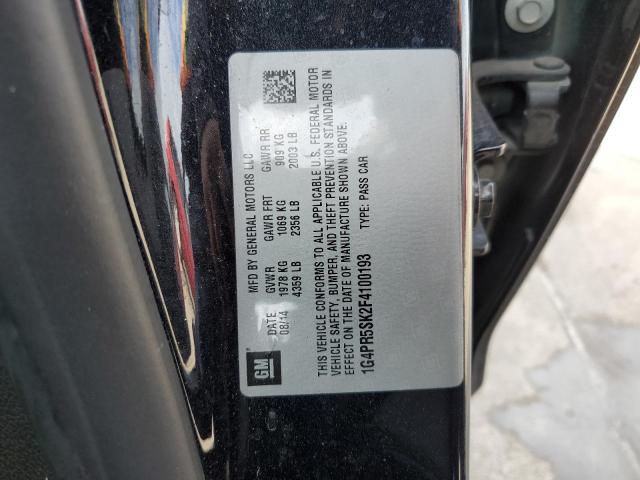 GM
MFD BY GENERAL MOTORS LLC
DATE GVWR GAWR FRT GAWR RR
08/14 1978 KG 1069 KG 909 KG
4359 LB 2356 LB 2003 LB
THIS VEHICLE CONFORMS TO ALL APPLICABLE U.S. FEDERAL MOTOR
VEHICLE SAFETY, BUMPER, AND THEFT PREVENTION STANDARDS IN
EFFECT ON THE DATE OF MANUFACTURE SHOWN ABOVE.
1G4PR5SK2F4100193 TYPE: PASS CAR